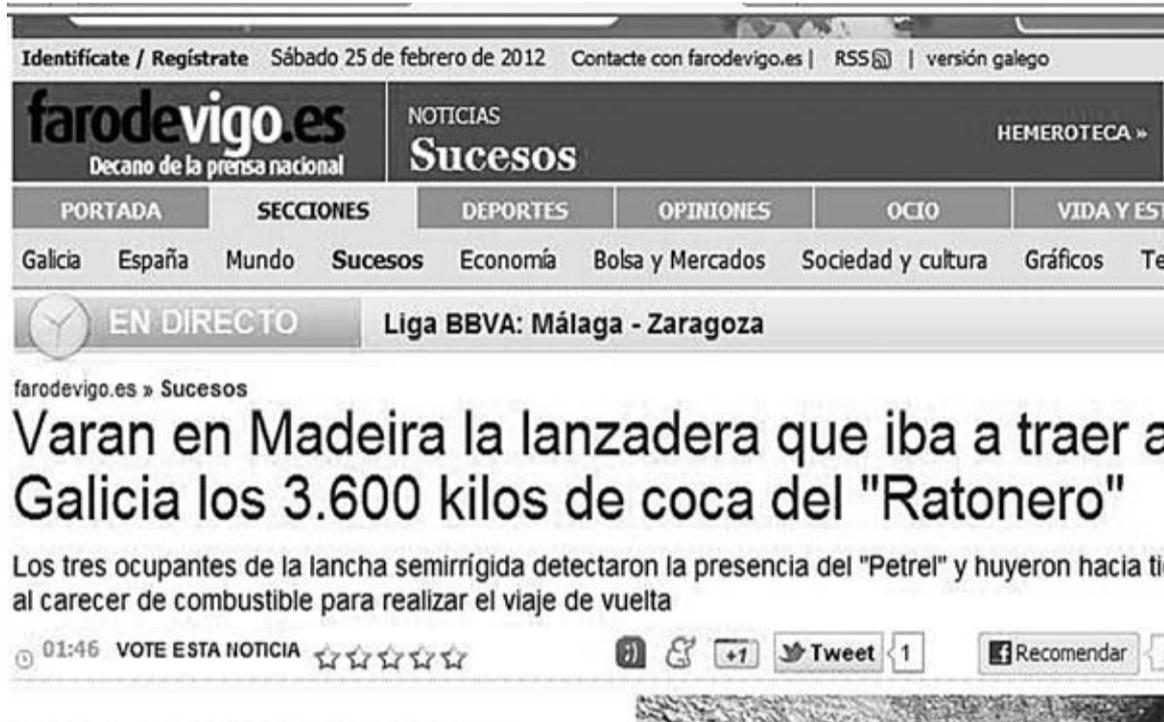 Identifícate / Regístrate Sábado 25 de febrero de 2012 Contacte con farodevigo.es | RSS | versión galego
farodevigo.es
Decano de la prensa nacional
NOTICIAS
Sucesos
HEMEROTECA »
PORTADA SECCIONES DEPORTES OPINIONES OCIO VIDA Y EST
Galicia España Mundo Sucesos Economía Bolsa y Mercados Sociedad y cultura Gráficos Te
EN DIRECTO Liga BBVA: Málaga - Zaragoza
farodevigo.es » Sucesos
Varan en Madeira la lanzadera que iba a traer a
Galicia los 3.600 kilos de coca del "Ratonero"
Los tres ocupantes de la lancha semirrígida detectaron la presencia del "Petrel" y huyeron hacia ti
al carecer de combustible para realizar el viaje de vuelta
01:46 VOTE ESTA NOTICIA +1 Tweet 1 Recomendar